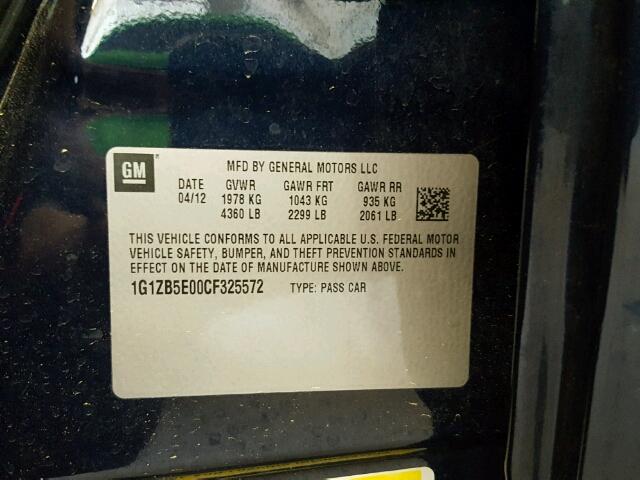 GM
MFD BY GENERAL MOTORS LLC
DATE GVWR GAWR FRT GAWR RR
04/12 1978 KG 1043 KG 935 KG
4360 LB 2299 LB 2061 LB
THIS VEHICLE CONFORMS TO ALL APPLICABLE U.S. FEDERAL MOTOR
VEHICLE SAFETY, BUMPER, AND THEFT PREVENTION STANDARDS IN
EFFECT ON THE DATE OF MANUFACTURE SHOWN ABOVE.
1G1ZB5E00CF325572 TYPE: PASS CAR